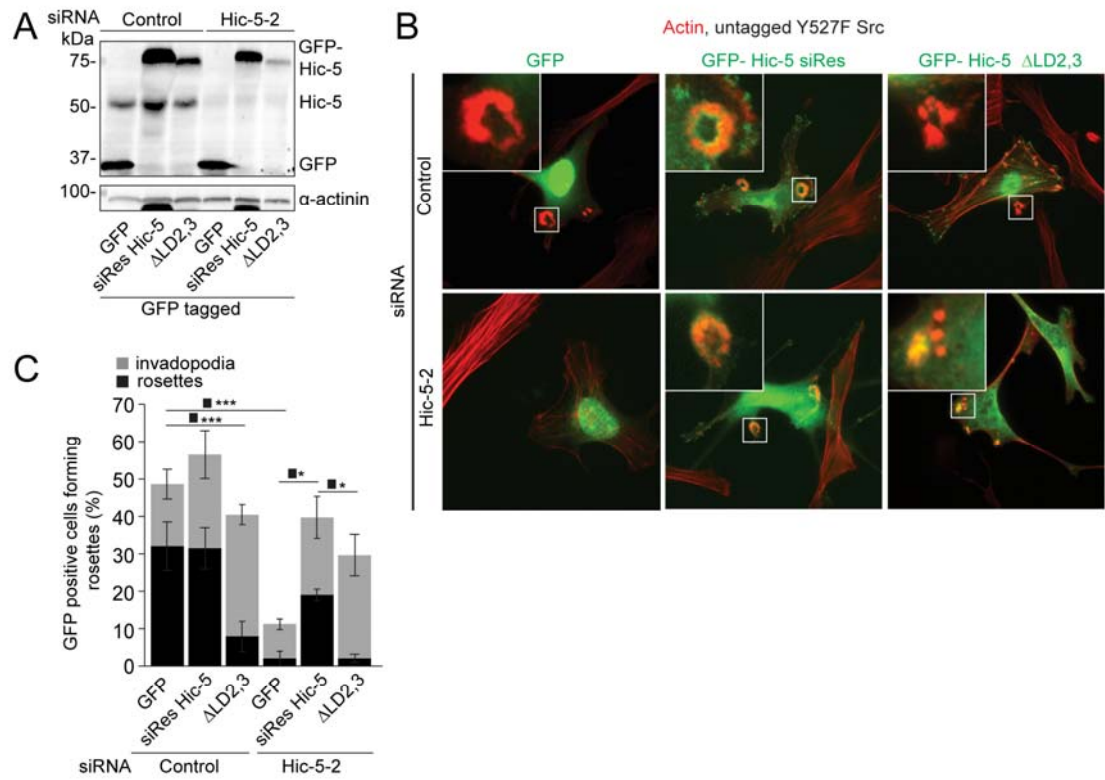 A
siRNA
Control
Hic-5-2
kDa
75-
50-
37-
100-
GFP-
Hic-5
Hic-5
GFP
α-actinin
GFP
siRes Hic-5
ΔLD2,3
GFP
siRes Hic-5
ΔLD2,3
GFP tagged
B
Actin, untagged Y527F Src
GFP
GFP- Hic-5 siRes
GFP- Hic-5 ΔLD2,3
siRNA
Control
Hic-5-2
C
invadopodia
rosettes
GFP positive cells forming
rosettes (%)
70
60
50
40
30
20
10
0
■***
■***
■*
■*
GFP
siRes Hic-5
ΔLD2,3
GFP
siRes Hic-5
ΔLD2,3
siRNA
Control
Hic-5-2